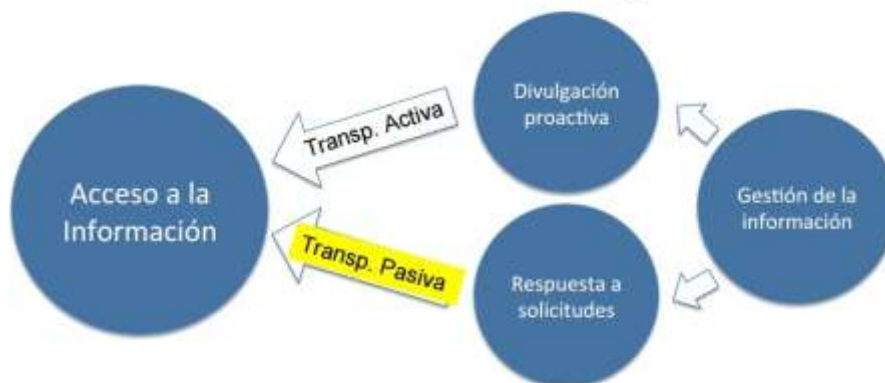 Divulgación
proactiva
Transp. Activa
Acceso a la
Información
Gestión de la
información
Transp. Pasiva
Respuesta a
solicitudes